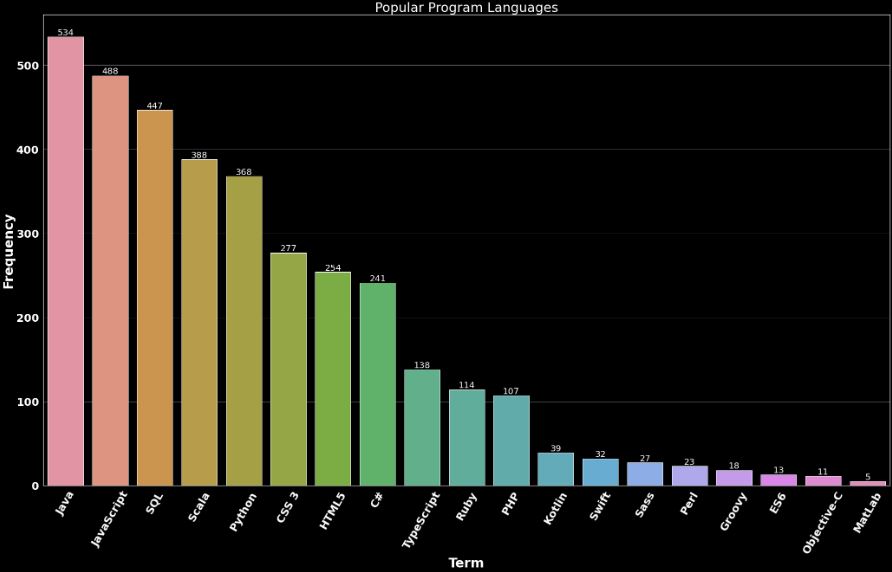 Popular Program Languages
534
488
447
388
368
277
254
241
138
114
107
39
32
27
23
18
13
11
5
500
400
300
200
100
0
Frequency
Java
JavaScript
SQL
Scala
Python
CSS 3
HTML5
C#
TypeScript
Ruby
PHP
Kotlin
Swift
Sass
Perl
Groovy
ES6
Objective-C
MatLab
Term